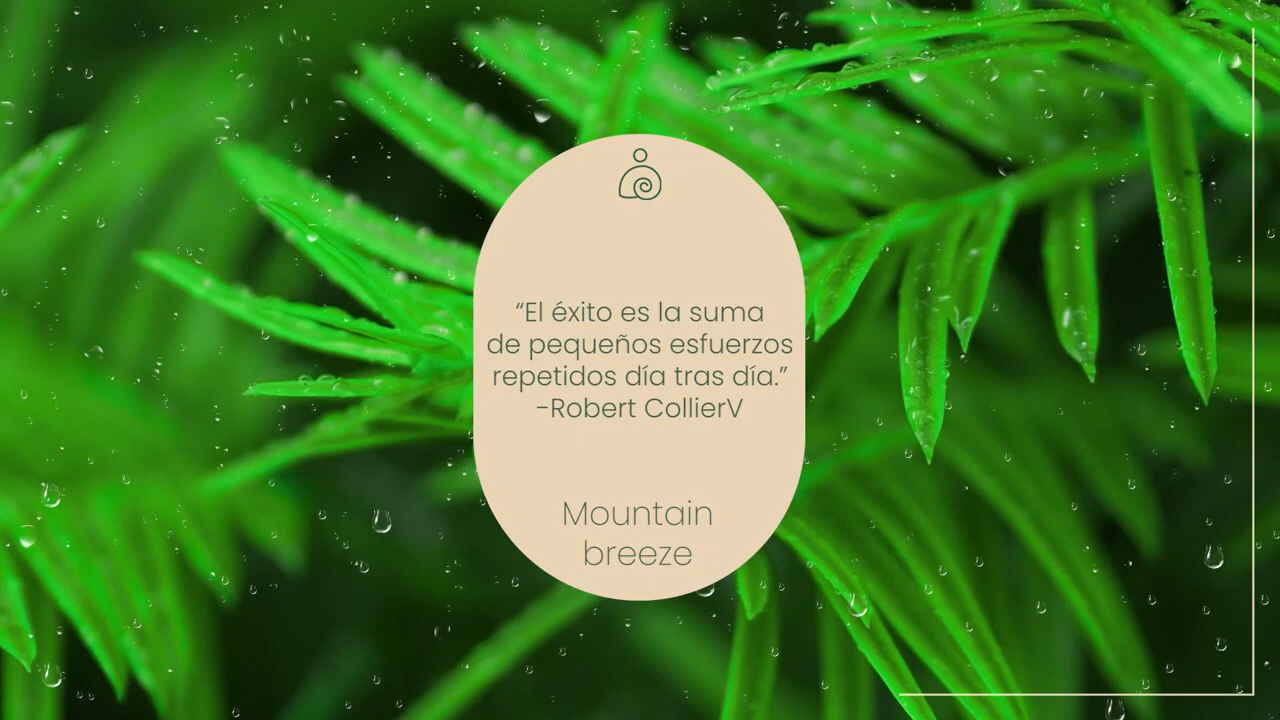 “El éxito es la suma
de pequeños esfuerzos
repetidos día tras día.”
-Robert CollierV
Mountain
breeze